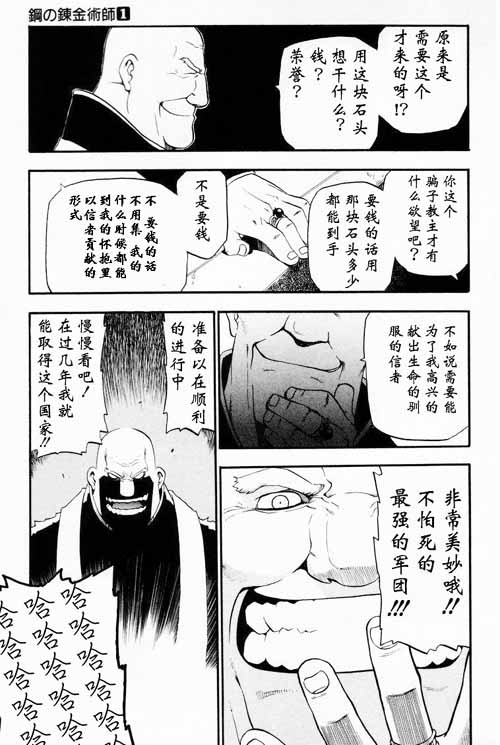 鋼の錬金術師1
原来是
需要这个
才来的呀!?
用这块石头
想干什么?
钱?
荣誉?
你这个
骗子教主才有
什么欲望吧?
要钱的话用
那块石头多少
都能到手
不是要钱
不 要钱的话
不用集 我的
什么时候都能
到我的怀抱里
以信者贡献的
形式
不如说需要能
为了我高兴的
献出生命的驯
服的信者
准备以在顺利
的进行中
慢慢看吧!
在过几年我就
能取得这个国家!!
非常美妙哦!!
不怕死的
最强的军团!!!
哈哈哈
哈哈哈哈
哈哈哈哈
哈哈哈哈
哈哈哈